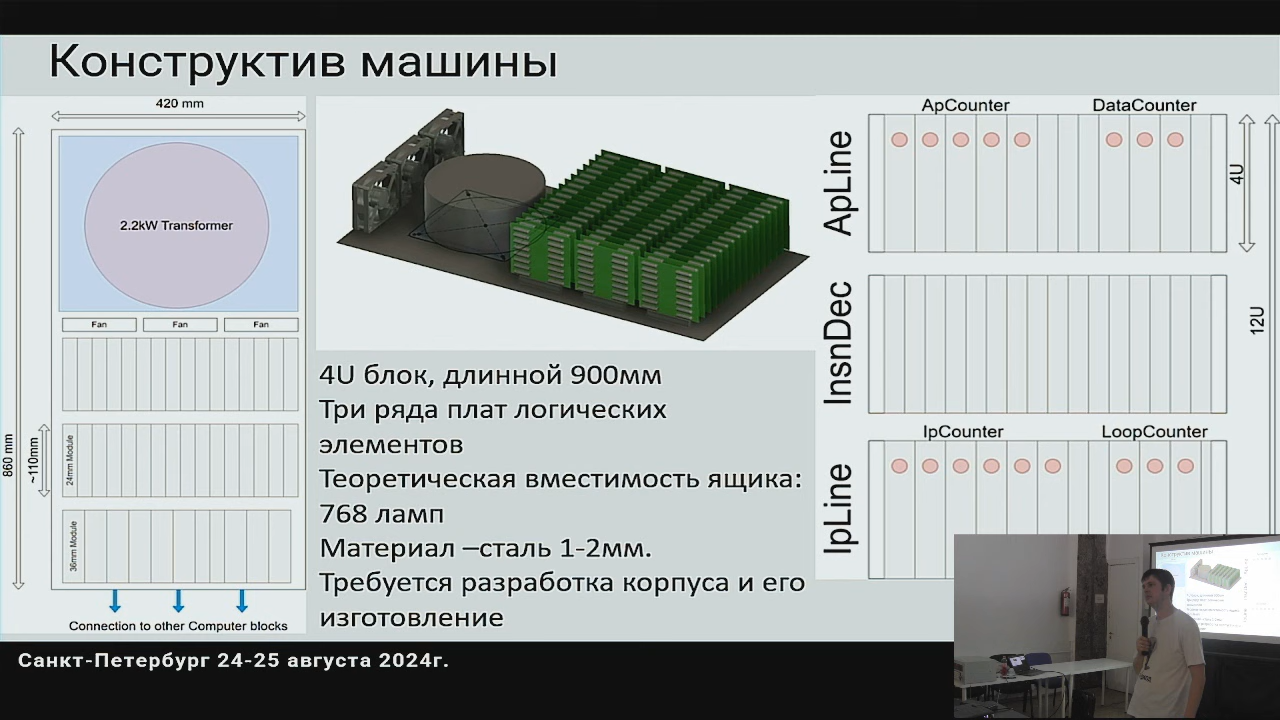 Конструктив машины
420 mm
2.2kW Transformer
Fan
Fan
Fan
860 mm
~110mm
24mm Module
36mm Module
Connection to other Computer blocks
4U блок, длинной 900мм
Три ряда плат логических
элементов
Теоретическая вместимость ящика:
768 ламп
Материал –сталь 1-2мм.
Требуется разработка корпуса и его
изготовление
ApCounter
DataCounter
ApLine
4U
InsnDec
12U
IpCounter
LoopCounter
IpLine
Санкт-Петербург 24-25 августа 2024г.